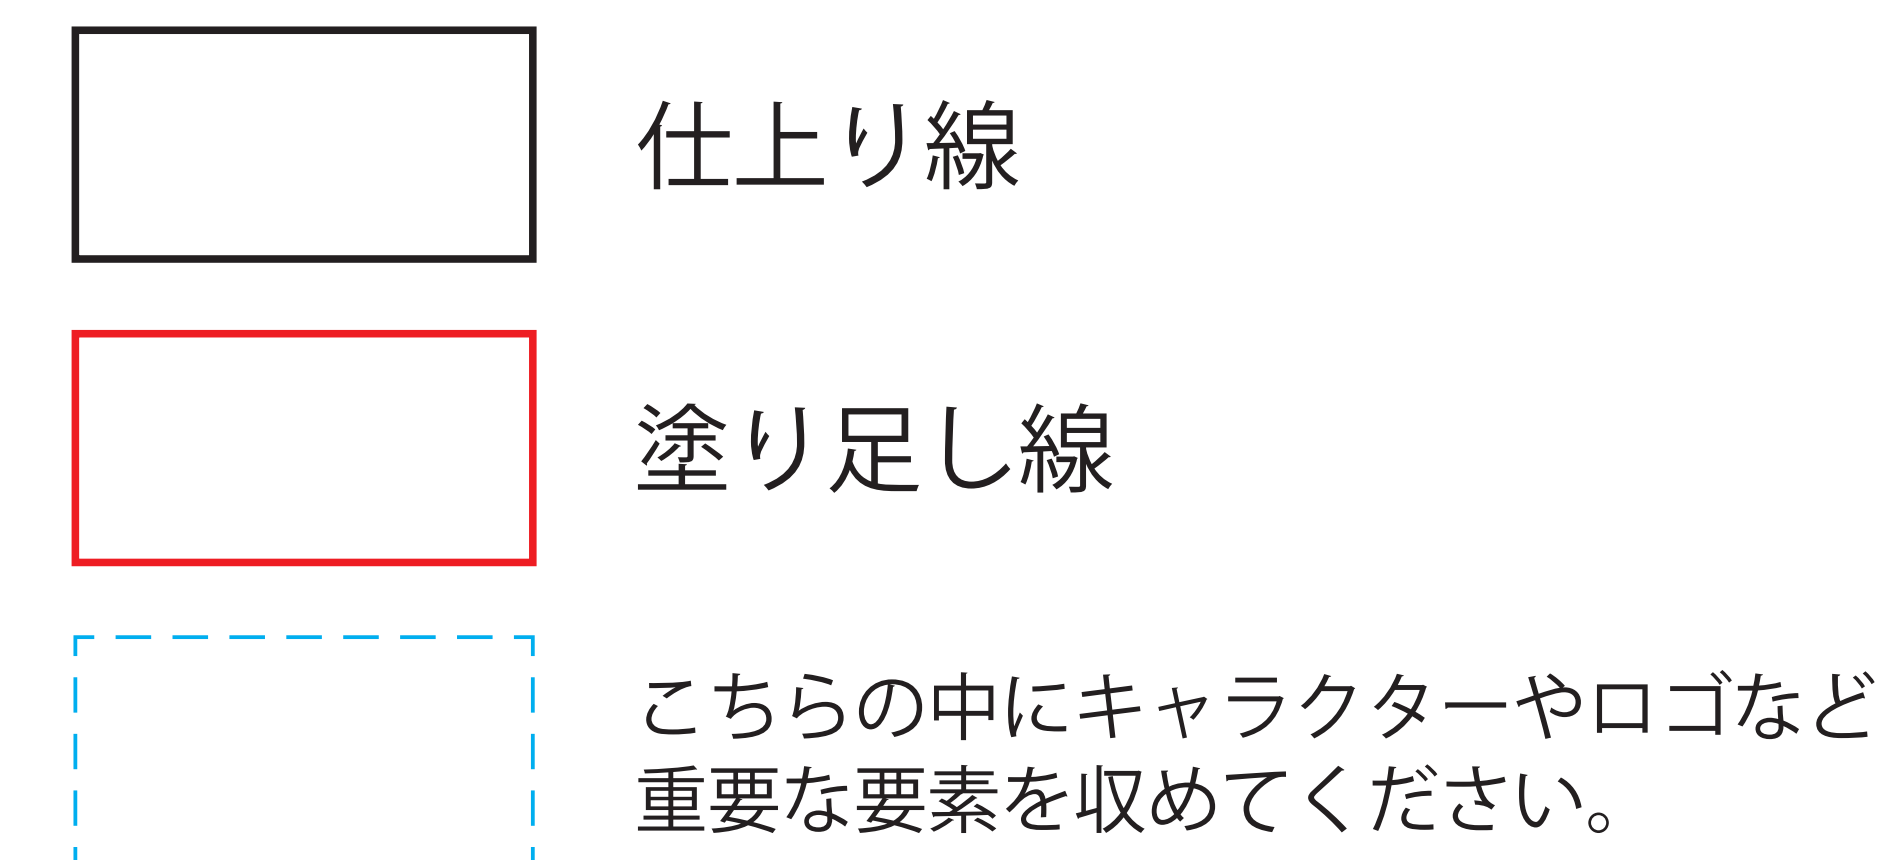 仕上り線
塗り足し線
こちらの中にキャラクターやロゴなど
重要な要素を収めてください。